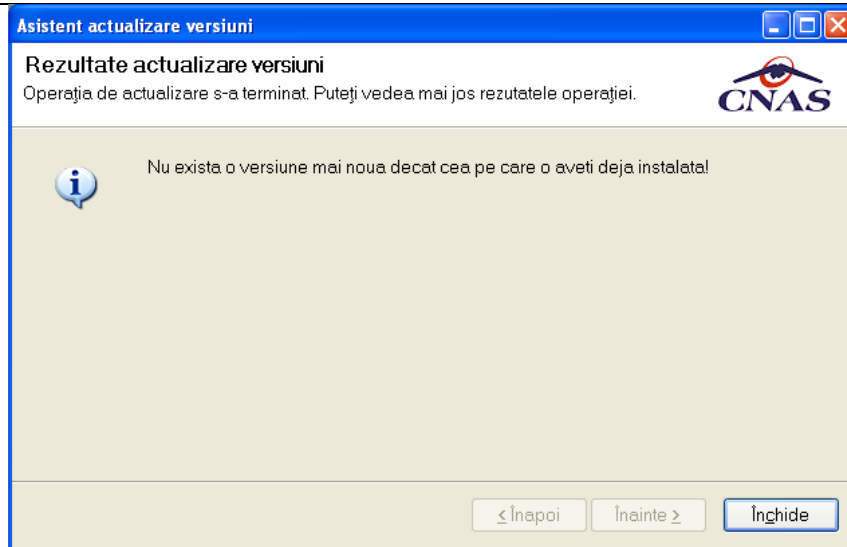 Asistent actualizare versiuni
Rezultate actualizare versiuni
Operaţia de actualizare s-a terminat. Puteţi vedea mai jos rezutatele operaţiei.
CNAS
Nu exista o versiune mai noua decat cea pe care o aveti deja instalata!
< Înapoi
Înainte >
Închide